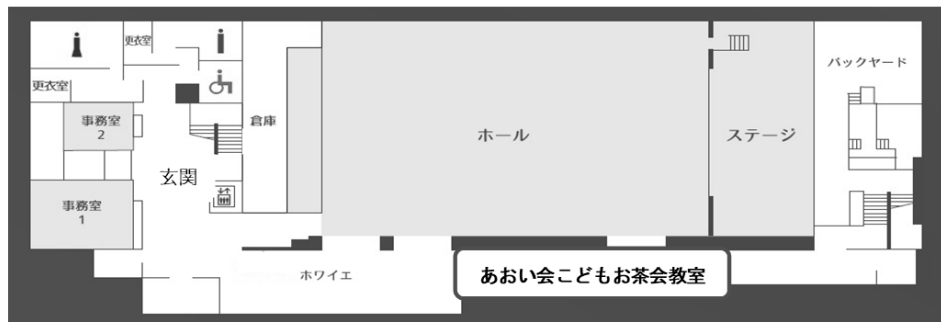 更衣室
更衣室
事務室
2
倉庫
玄関
事務室
1
ホール
ステージ
バックヤード
ホワイエ
あおい会こどもお茶会教室